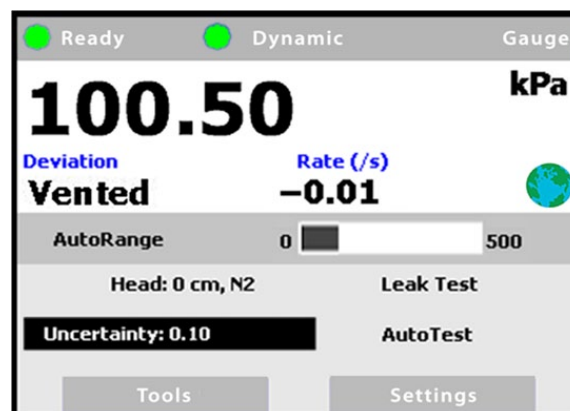 Ready Dynamic Gauge
100.50 kPa
Deviation Rate (/s)
Vented −0.01
AutoRange 0 500
Head: 0 cm, N2 Leak Test
Uncertainty: 0.10 AutoTest
Tools Settings